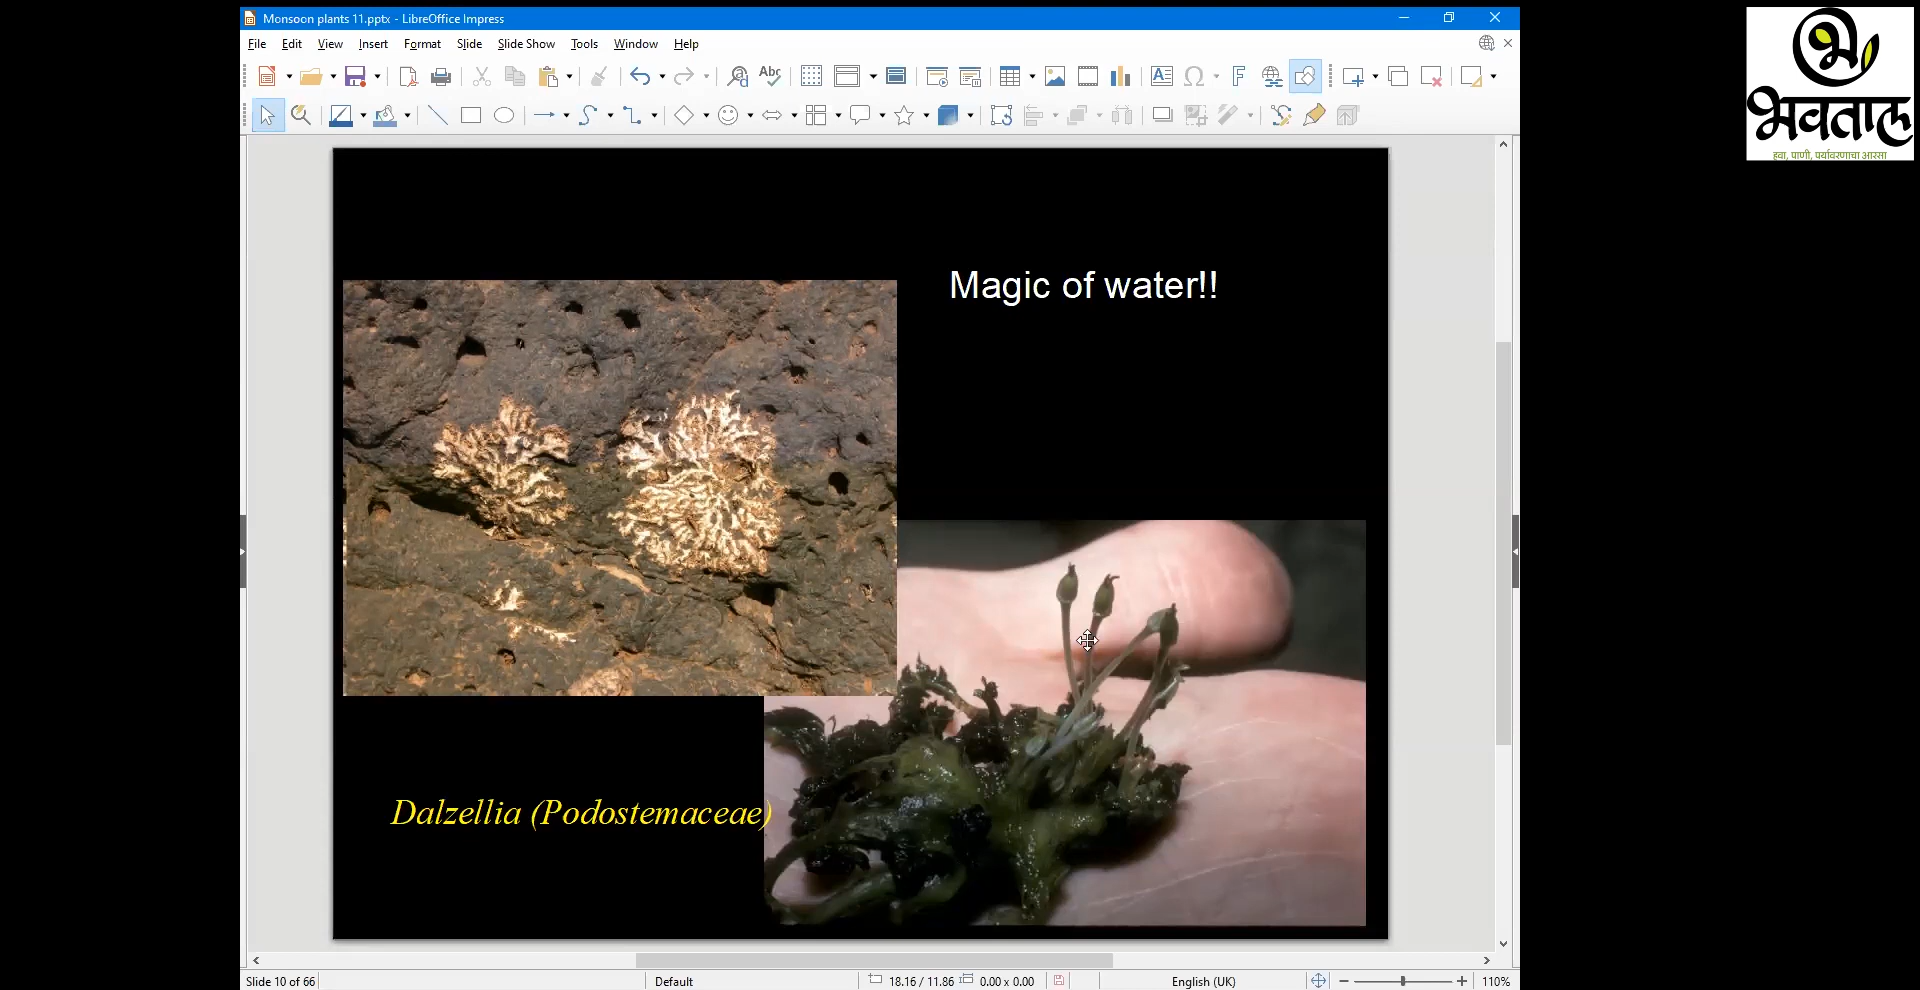 Monsoon plants 11.pptx - LibreOffice Impress
File Edit View Insert Format Slide Slide Show Tools Window Help
Abc
Magic of water!!
Dalzellia (Podostemaceae)
Slide 10 of 66
Default
18.16 / 11.86
0.00 x 0.00
English (UK)
110%
भ
भवताल
हवा, पाणी, पर्यावरणाचा आरसा